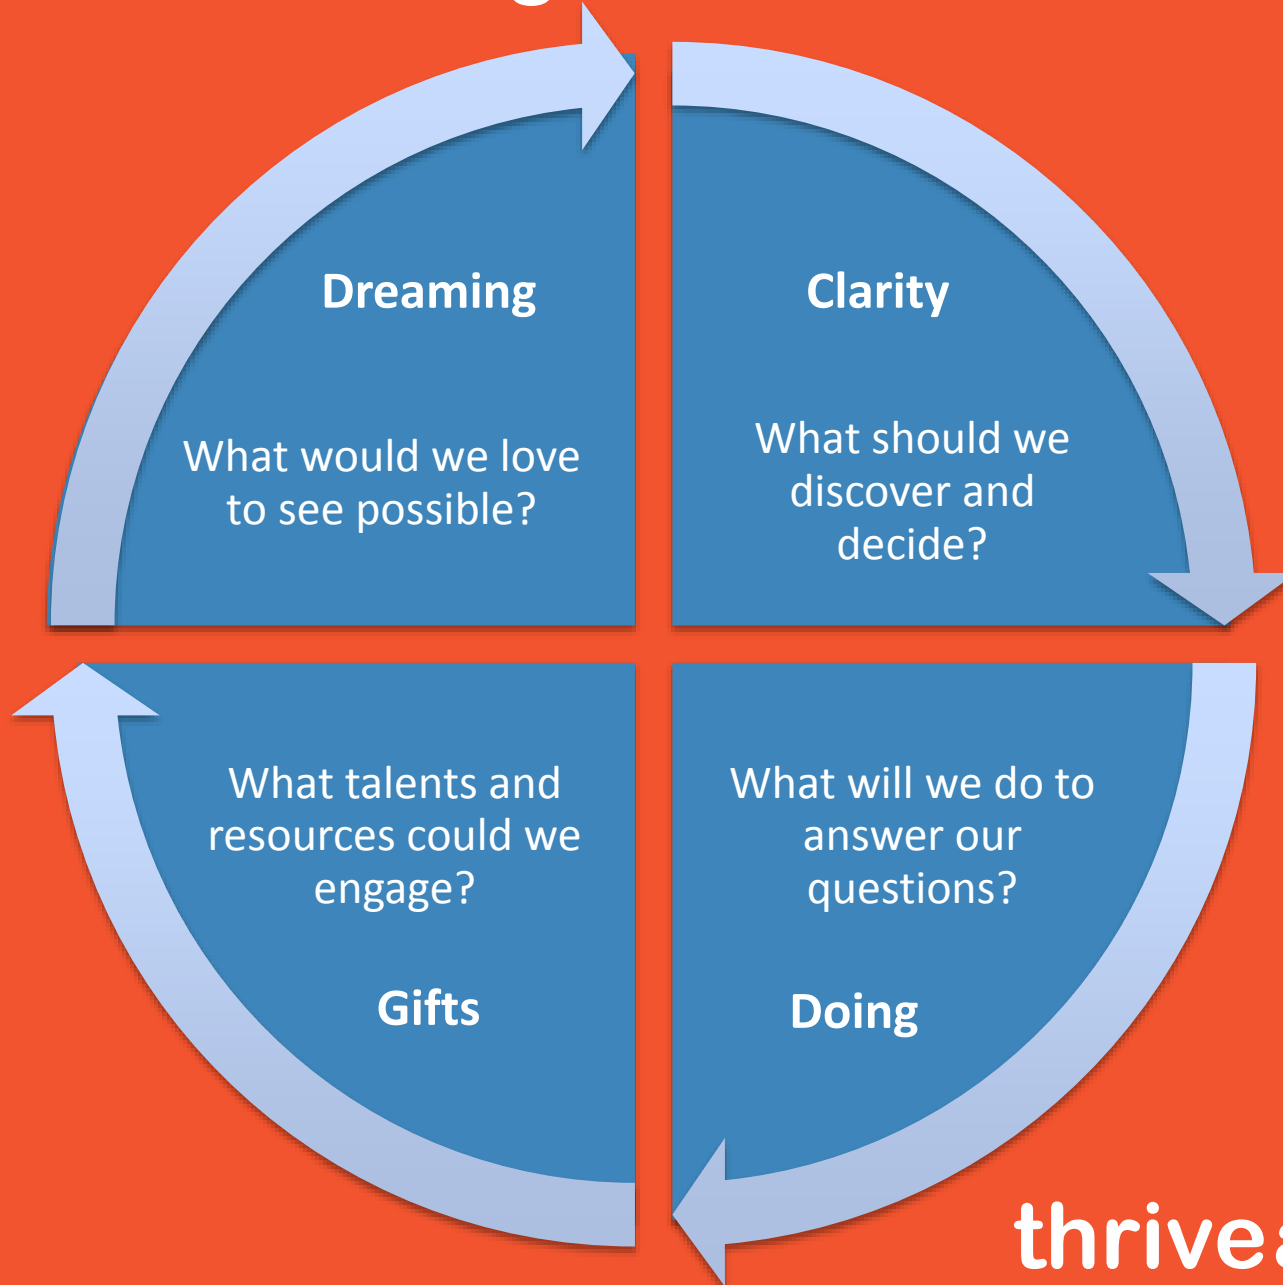 Dreaming
What would we love
to see possible?
Clarity
What should we
discover and
decide?
What talents and
resources could we
engage?
Gifts
What will we do to
answer our
questions?
Doing
thrive